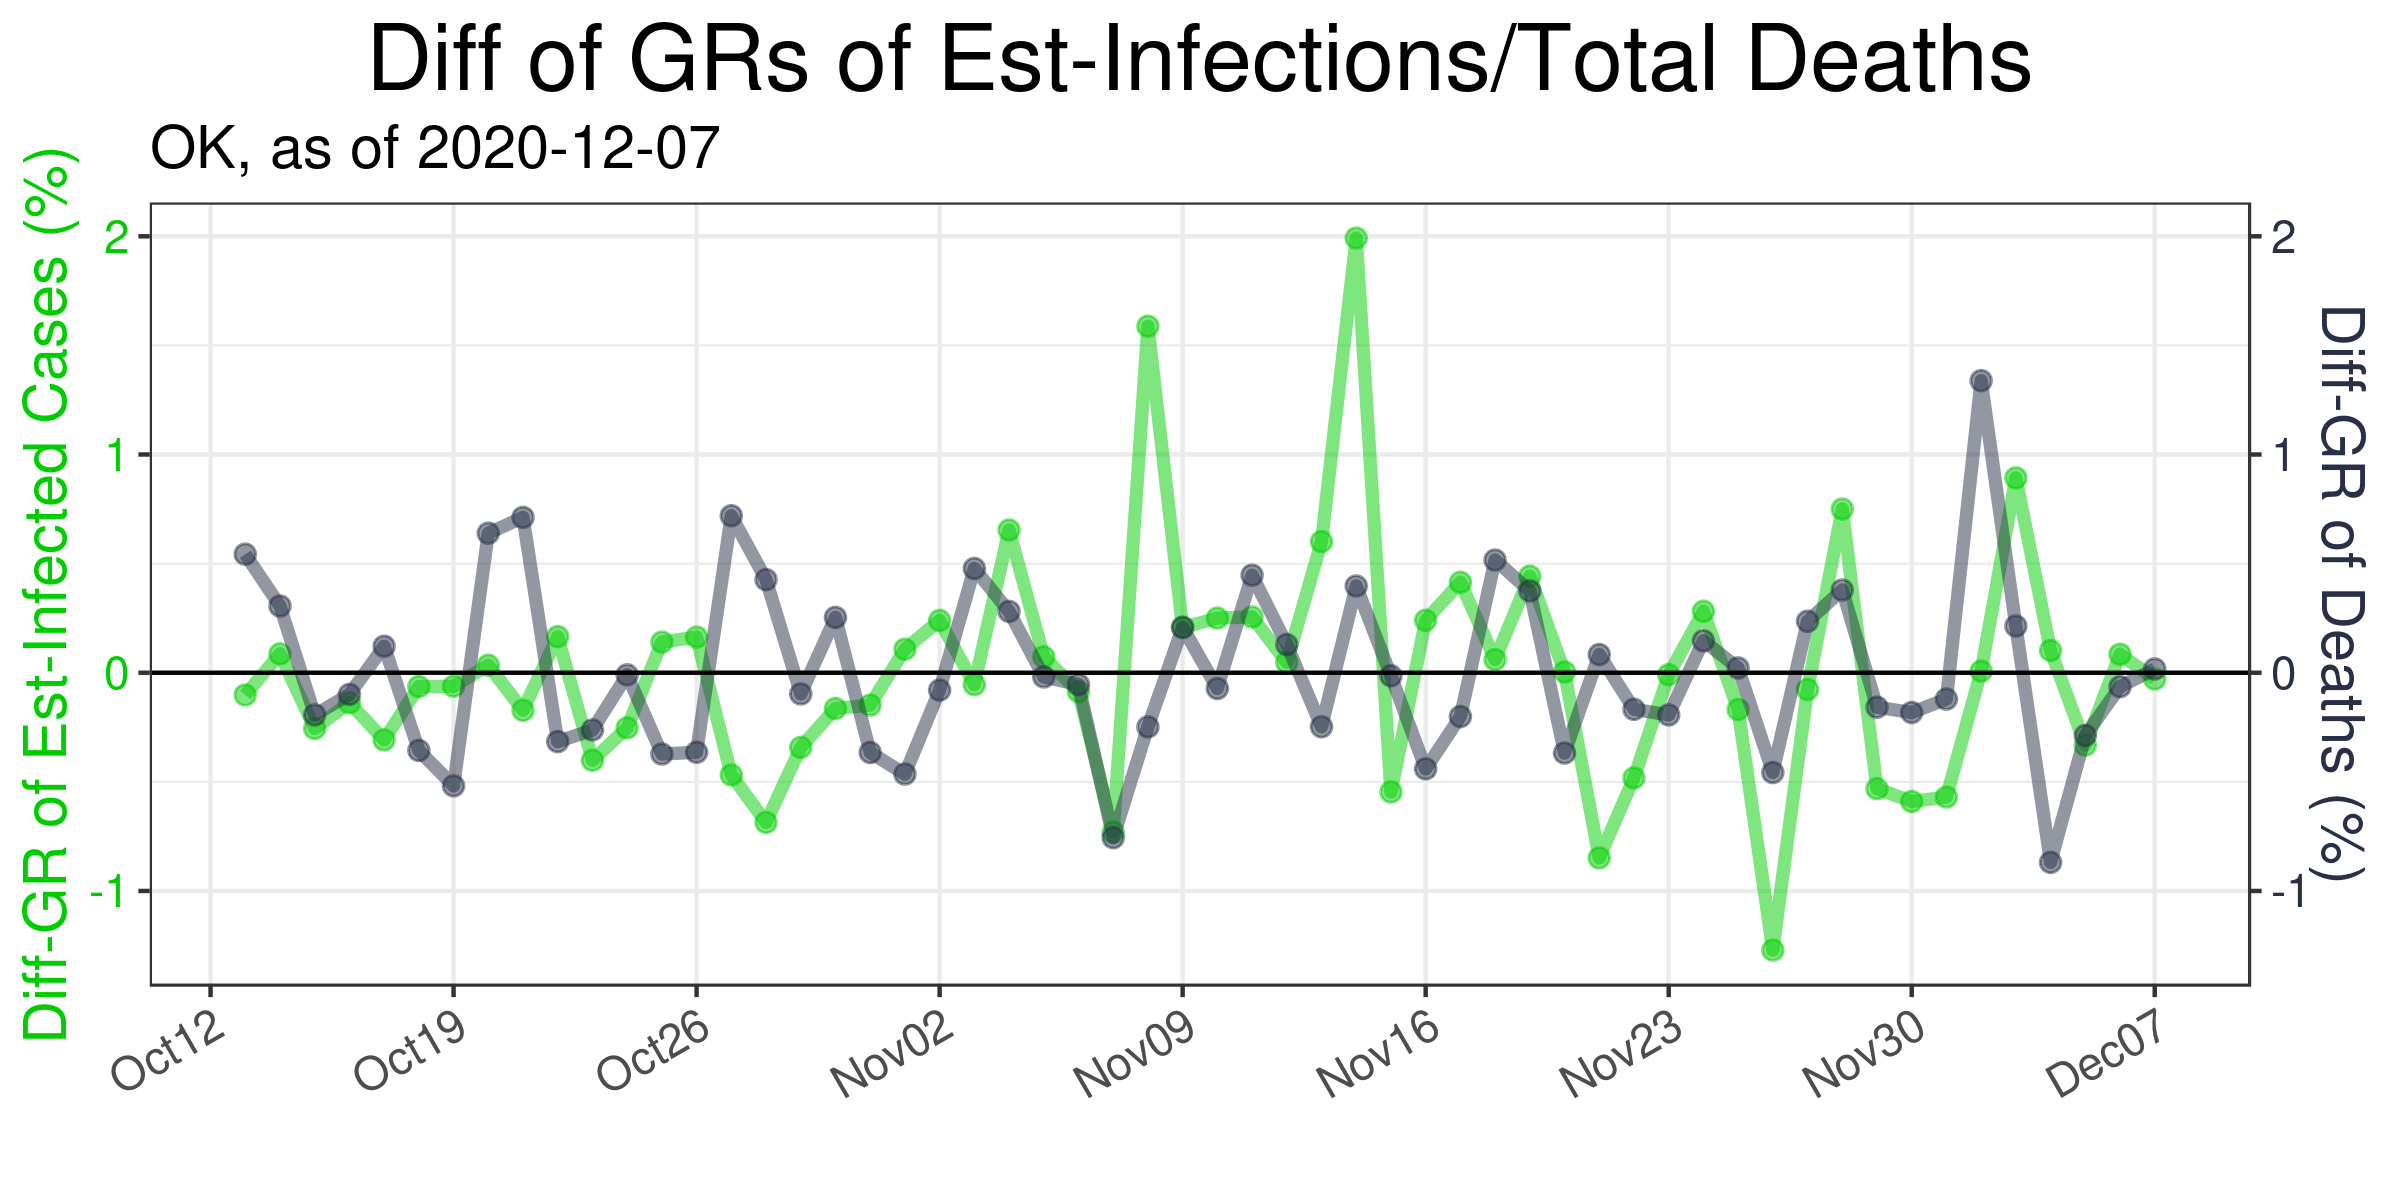 Diff of GRs of Est-Infections/Total Deaths
OK, as of 2020-12-07
Diff-GR of Est-Infected Cases (%)
2
1
0
-1
2
1
0
-1
Diff-GR of Deaths (%)
Oct12 Oct19 Oct26 Nov02 Nov09 Nov16 Nov23 Nov30 Dec07